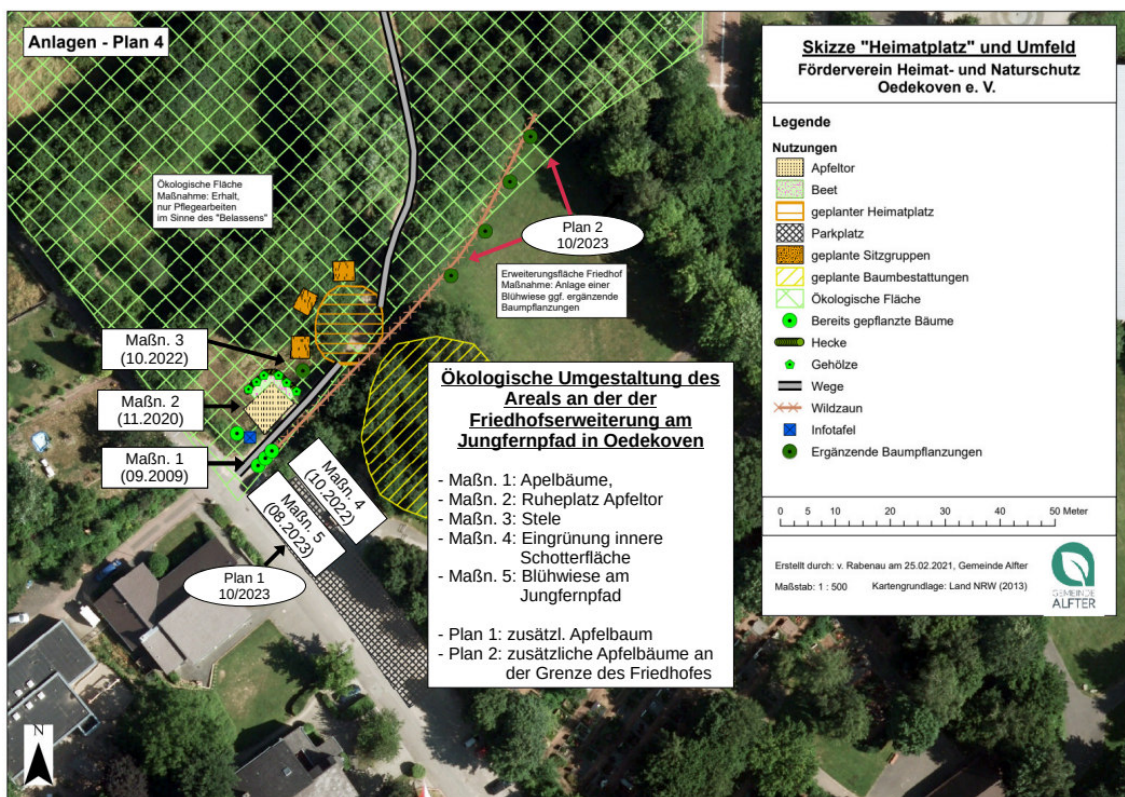 Anlagen - Plan 4
Ökologische Fläche
Maßnahme: Erhalt,
nur Pflegearbeiten
im Sinne des "Belassens"
Plan 2
10/2023
Erweiterungsfläche Friedhof
Maßnahme: Anlage einer
Blühwiese ggf. ergänzende
Baumpflanzungen
Maßn. 3
(10.2022)
Maßn. 2
(11.2020)
Maßn. 1
(09.2009)
Maßn. 4
(10.2022)
Maßn. 5
(08.2023)
Plan 1
10/2023
N
Ökologische Umgestaltung des
Areals an der der
Friedhofserweiterung am
Jungfernpfad in Oedekoven
- Maßn. 1: Apelbäume,
- Maßn. 2: Ruheplatz Apfeltor
- Maßn. 3: Stele
- Maßn. 4: Eingrünung innere
Schotterfläche
- Maßn. 5: Blühwiese am
Jungfernpfad
- Plan 1: zusätzl. Apfelbaum
- Plan 2: zusätzliche Apfelbäume an
der Grenze des Friedhofes
Skizze "Heimatplatz" und Umfeld
Förderverein Heimat- und Naturschutz
Oedekoven e. V.
Legende
Nutzungen
Apfeltor
Beet
geplanter Heimatplatz
Parkplatz
geplante Sitzgruppen
geplante Baumbestattungen
Ökologische Fläche
Bereits gepflanzte Bäume
Hecke
Gehölze
Wege
Wildzaun
Infotafel
Ergänzende Baumpflanzungen
0 5 10 20 30 40 50 Meter
Erstellt durch: v. Rabenau am 25.02.2021, Gemeinde Alfter
Maßstab: 1 : 500 Kartengrundlage: Land NRW (2013)
GEMEINDE
ALFTER